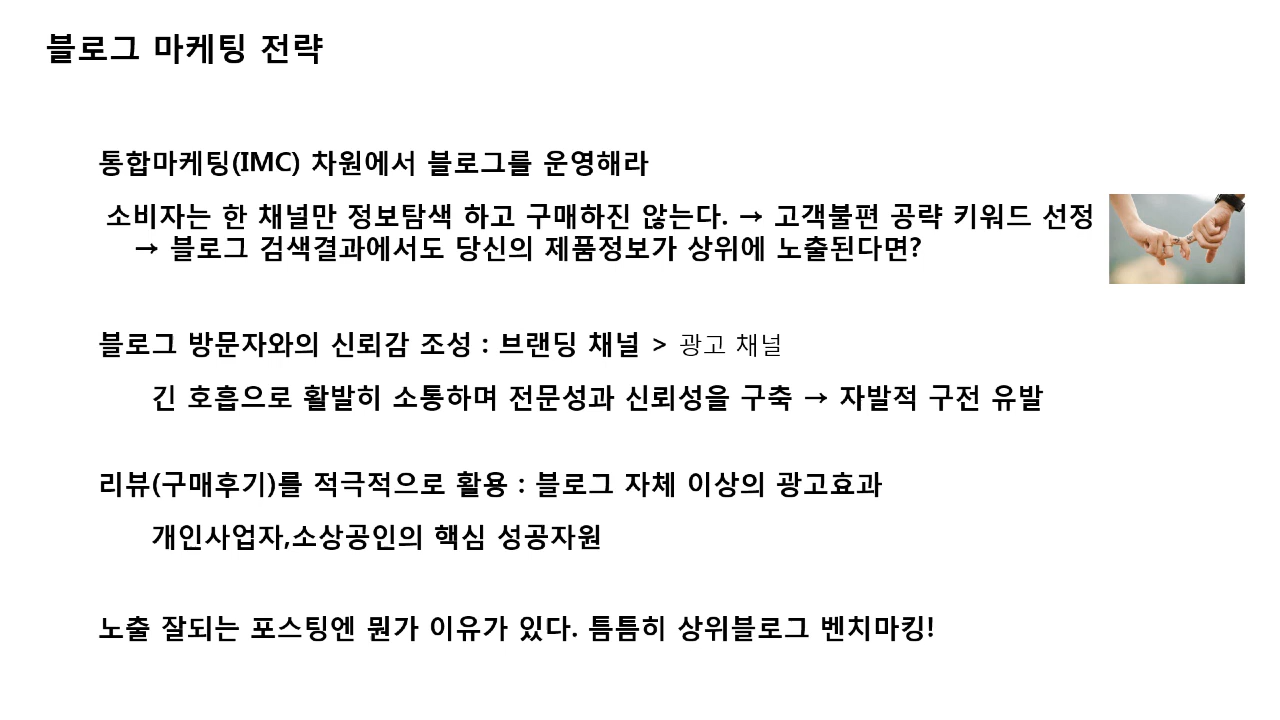 블로그 마케팅 전략
통합마케팅(IMC) 차원에서 블로그를 운영해라
소비자는 한 채널만 정보탐색 하고 구매하진 않는다. → 고객불편 공략 키워드 선정
→ 블로그 검색결과에서도 당신의 제품정보가 상위에 노출된다면?
블로그 방문자와의 신뢰감 조성 : 브랜딩 채널 > 광고 채널
긴 호흡으로 활발히 소통하며 전문성과 신뢰성을 구축 → 자발적 구전 유발
리뷰(구매후기)를 적극적으로 활용 : 블로그 자체 이상의 광고효과
개인사업자,소상공인의 핵심 성공자원
노출 잘되는 포스팅엔 뭔가 이유가 있다. 틈틈히 상위블로그 벤치마킹!